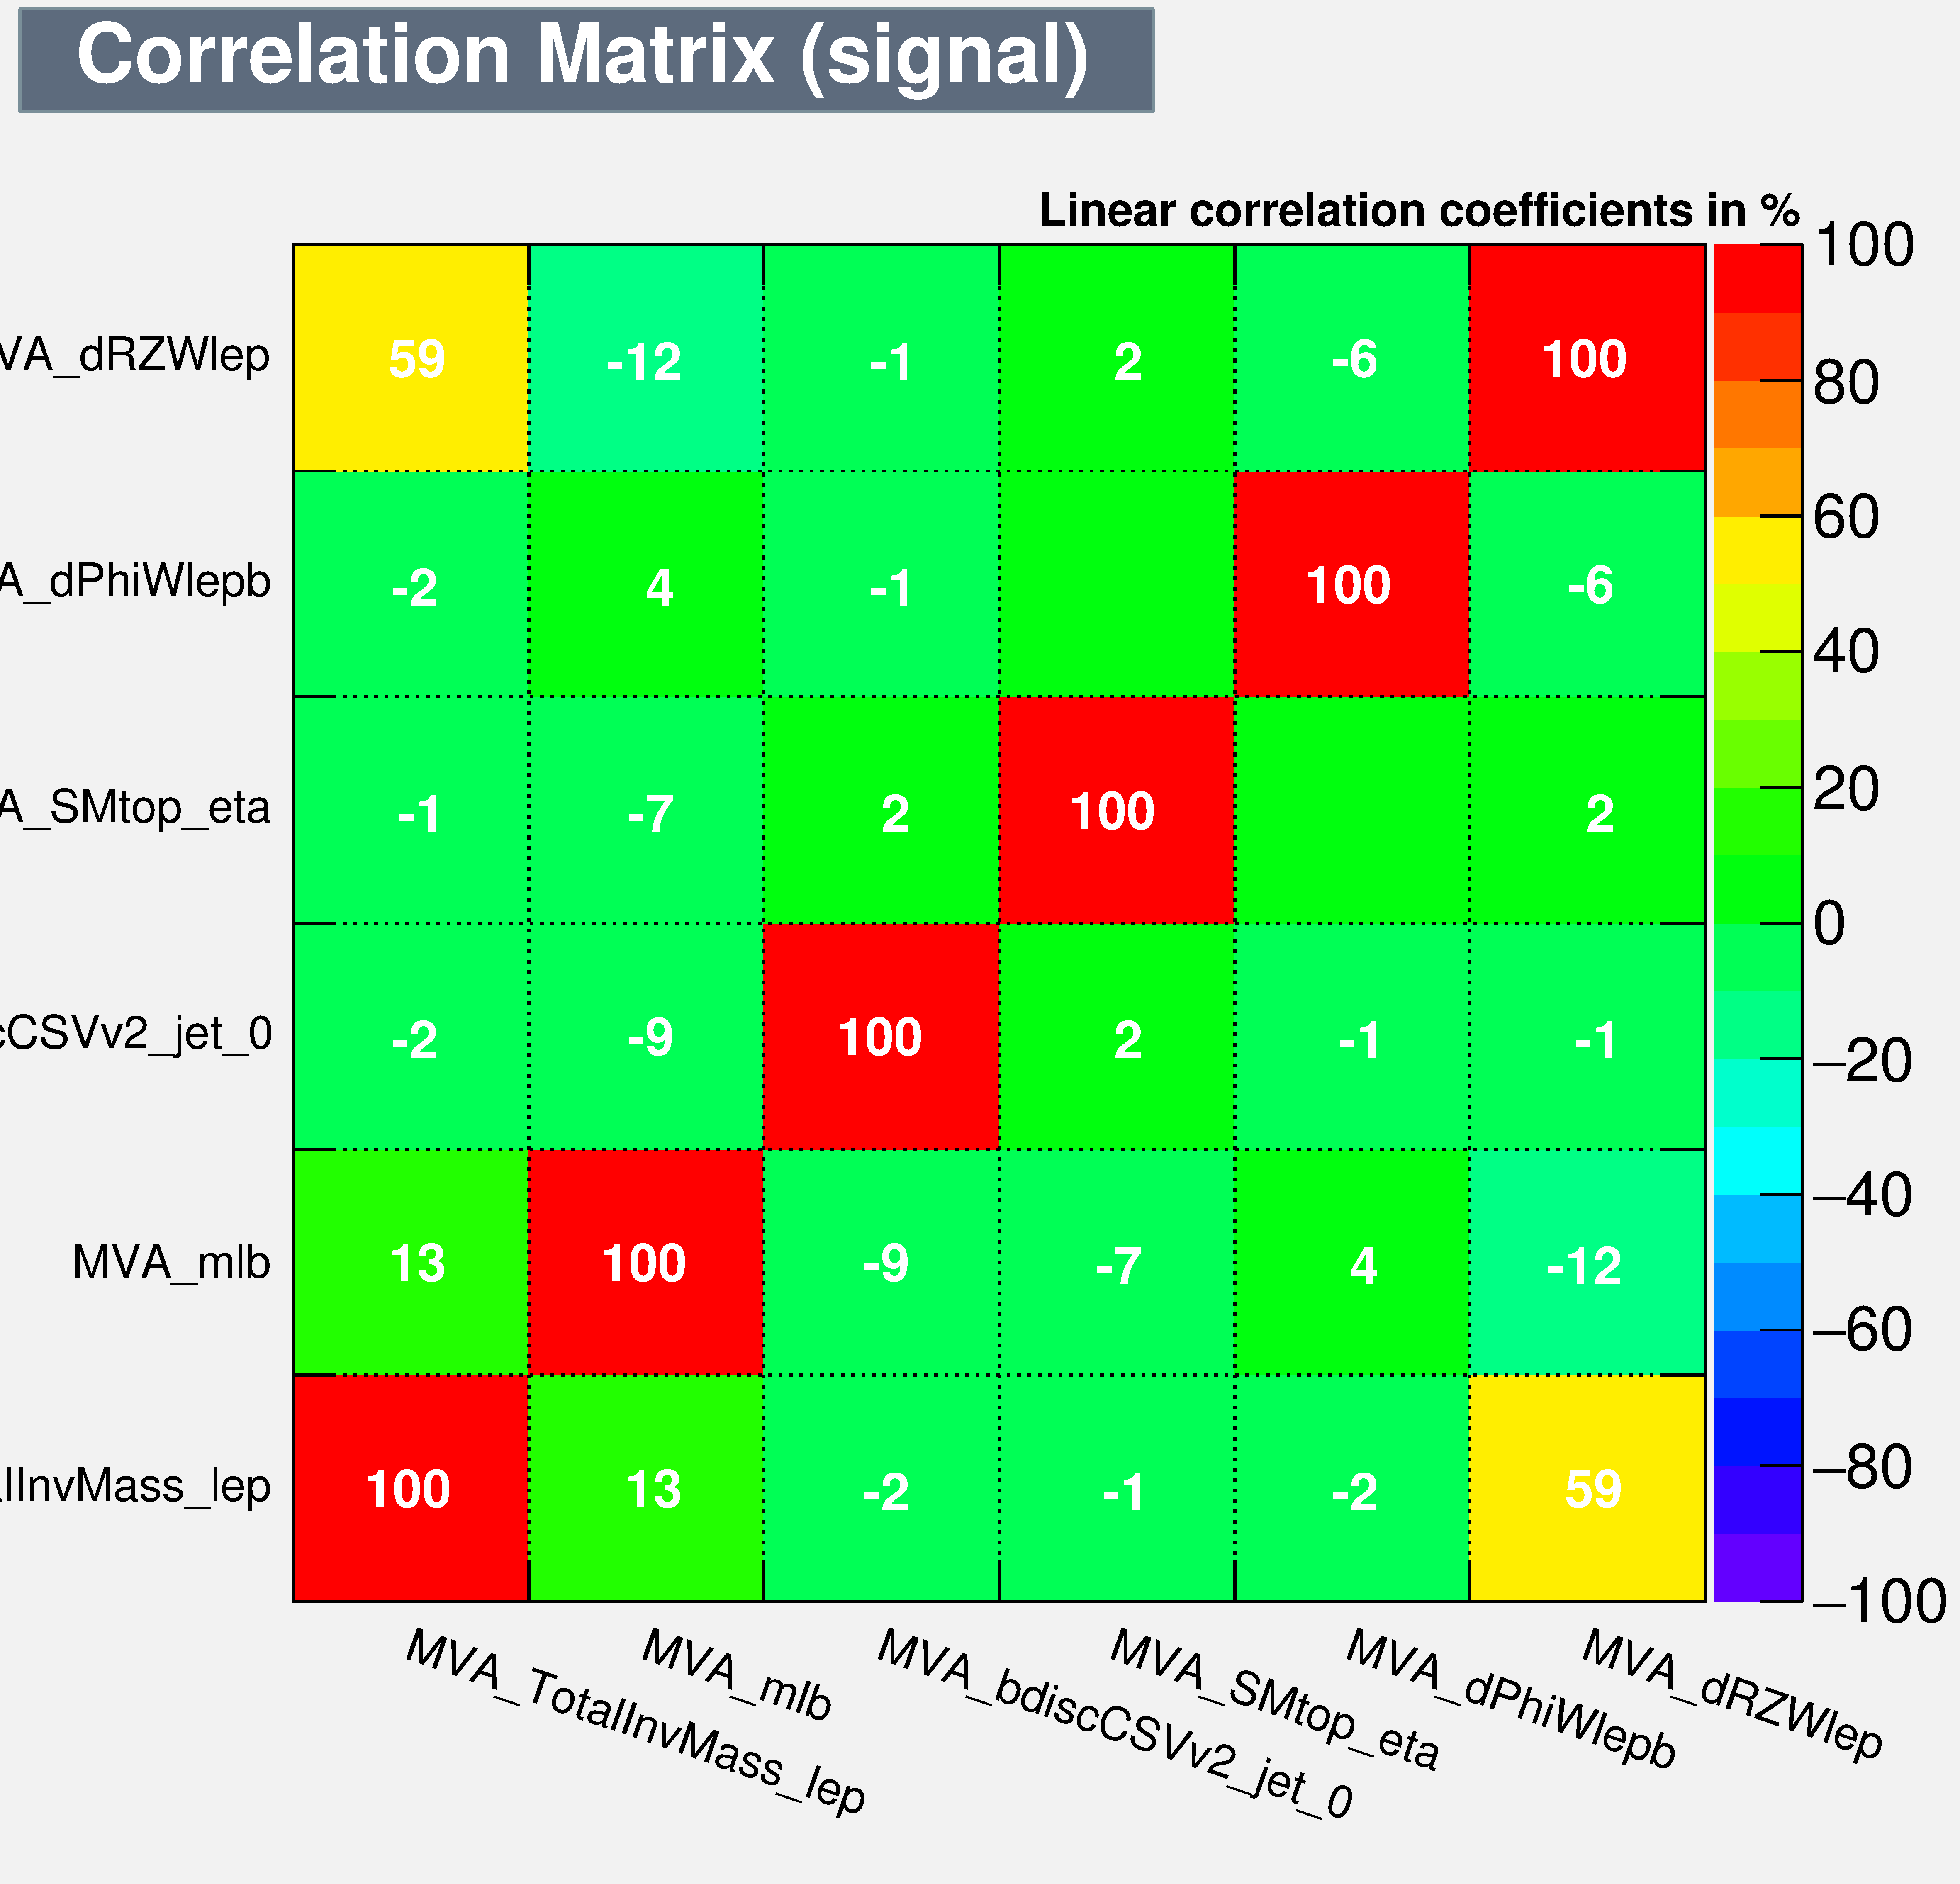 Correlation Matrix (signal)
Linear correlation coefficients in %
100
VA_dRZWlep 59 -12 -1 2 -6 100
80
60
A_dPhiWlepb -2 4 -1 100 -6
40
A_SMtop_eta -1 -7 2 100 2
20
0
cCSVv2_jet_0 -2 -9 100 2 -1 -1
−20
−40
MVA_mlb 13 100 -9 -7 4 -12
−60
−80
alInvMass_lep 100 13 -2 -1 -2 59
−100
MVA_TotalInvMass_lep
MVA_mlb
MVA_bdiscCSVv2_jet_0
MVA_SMtop_eta
MVA_dPhiWlepb
MVA_dRZWlep